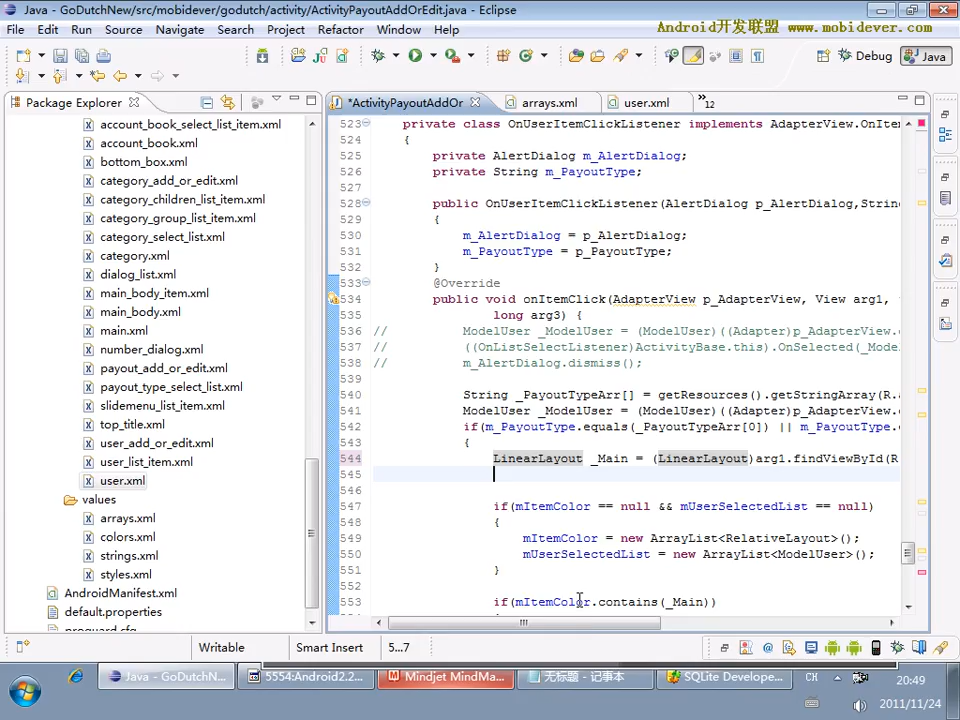 Java - GoDutchNew/src/mobidever/godutch/activity/ActivityPayoutAddOrEdit.java - Eclipse
File Edit Run Source Navigate Search Project Refactor Window Help
Android开发联盟 www.mobidever.com
Debug Java
Package Explorer
*ActivityPayoutAddOr arrays.xml user.xml »12
account_book_select_list_item.xml
account_book.xml
bottom_box.xml
category_add_or_edit.xml
category_children_list_item.xml
category_group_list_item.xml
category_select_list.xml
category.xml
dialog_list.xml
main_body_item.xml
main_body.xml
main.xml
number_dialog.xml
payout_add_or_edit.xml
payout_type_select_list.xml
slidemenu_list_item.xml
top_title.xml
user_add_or_edit.xml
user_list_item.xml
user.xml
values
arrays.xml
colors.xml
strings.xml
styles.xml
AndroidManifest.xml
default.properties
proguard.cfg
523 private class OnUserItemClickListener implements AdapterView.OnIten
524 {
525 private AlertDialog m_AlertDialog;
526 private String m_PayoutType;
527
528 public OnUserItemClickListener(AlertDialog p_AlertDialog,String
529 {
530 m_AlertDialog = p_AlertDialog;
531 m_PayoutType = p_PayoutType;
532 }
533 @Override
534 public void onItemClick(AdapterView p_AdapterView, View arg1,
535 long arg3) {
536 // ModelUser _ModelUser = (ModelUser)((Adapter)p_AdapterView.
537 // ((OnListSelectListener)ActivityBase.this).OnSelected(_Mode
538 // m_AlertDialog.dismiss();
539
540 String _PayoutTypeArr[] = getResources().getStringArray(R.a
541 ModelUser _ModelUser = (ModelUser)((Adapter)p_AdapterView.
542 if(m_PayoutType.equals(_PayoutTypeArr[0]) || m_PayoutType.e
543 {
544 LinearLayout _Main = (LinearLayout)arg1.findViewById(R
545
546
547 if(mItemColor == null && mUserSelectedList == null)
548 {
549 mItemColor = new ArrayList<RelativeLayout>();
550 mUserSelectedList = new ArrayList<ModelUser>();
551 }
552
553 if(mItemColor.contains(_Main))
Writable Smart Insert 5...7
Java - GoDutchN... 5554:Android2.2... Mindjet MindMa... 无标题 - 记事本 SQLite Develope... CH 20:49
2011/11/24